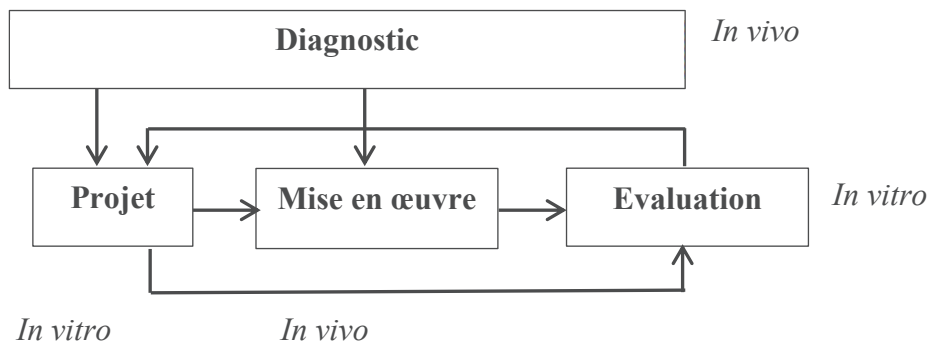 Diagnostic
In vivo
Projet
Mise en œuvre
Evaluation
In vitro
In vitro
In vivo